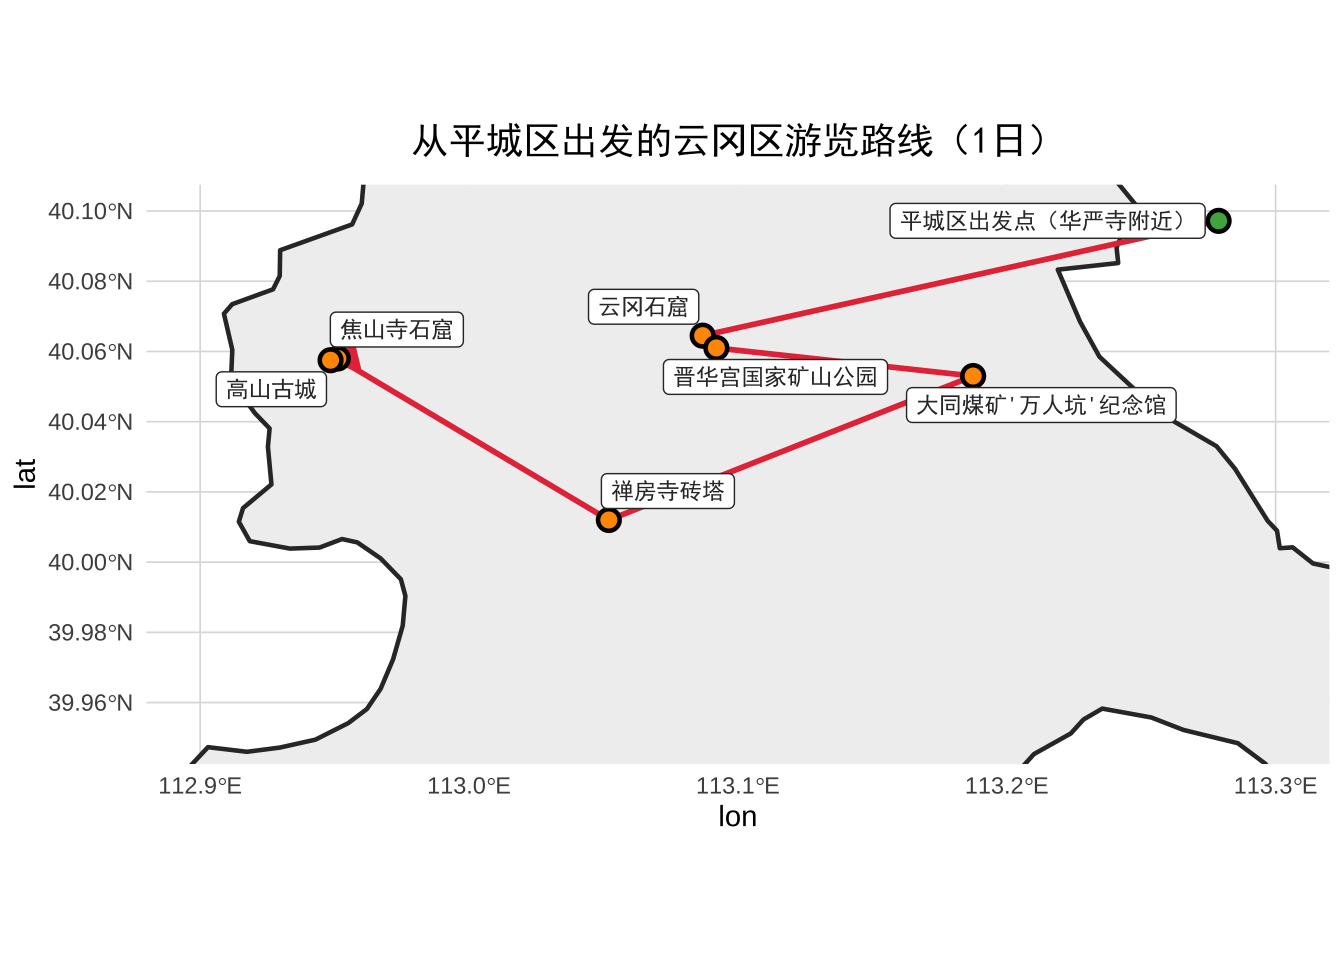 从平城区出发的云冈区游览路线（1日）
40.10°N
40.08°N
40.06°N
40.04°N
40.02°N
40.00°N
39.98°N
39.96°N
lat
平城区出发点（华严寺附近）
云冈石窟
焦山寺石窟
晋华宫国家矿山公园
高山古城
大同煤矿'万人坑'纪念馆
禅房寺砖塔
112.9°E
113.0°E
113.1°E
113.2°E
113.3°E
lon